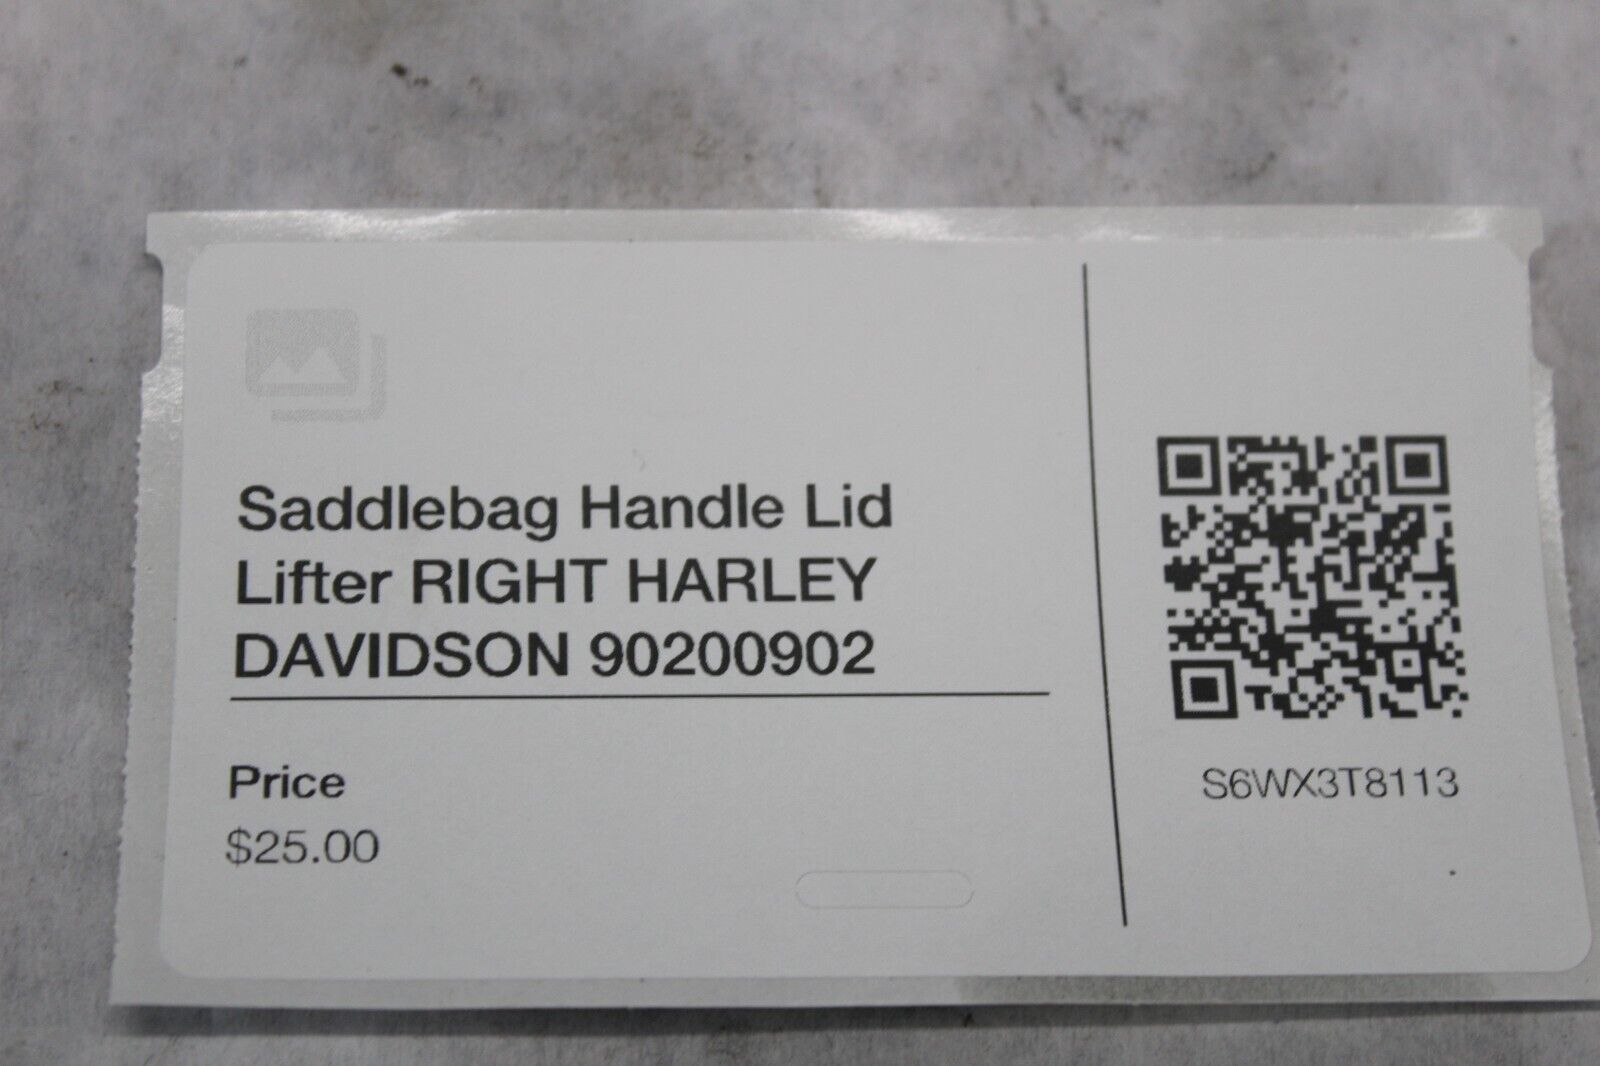 Saddlebag Handle Lid
Lifter RIGHT HARLEY
DAVIDSON 90200902
Price
$25.00
S6WX3T8113